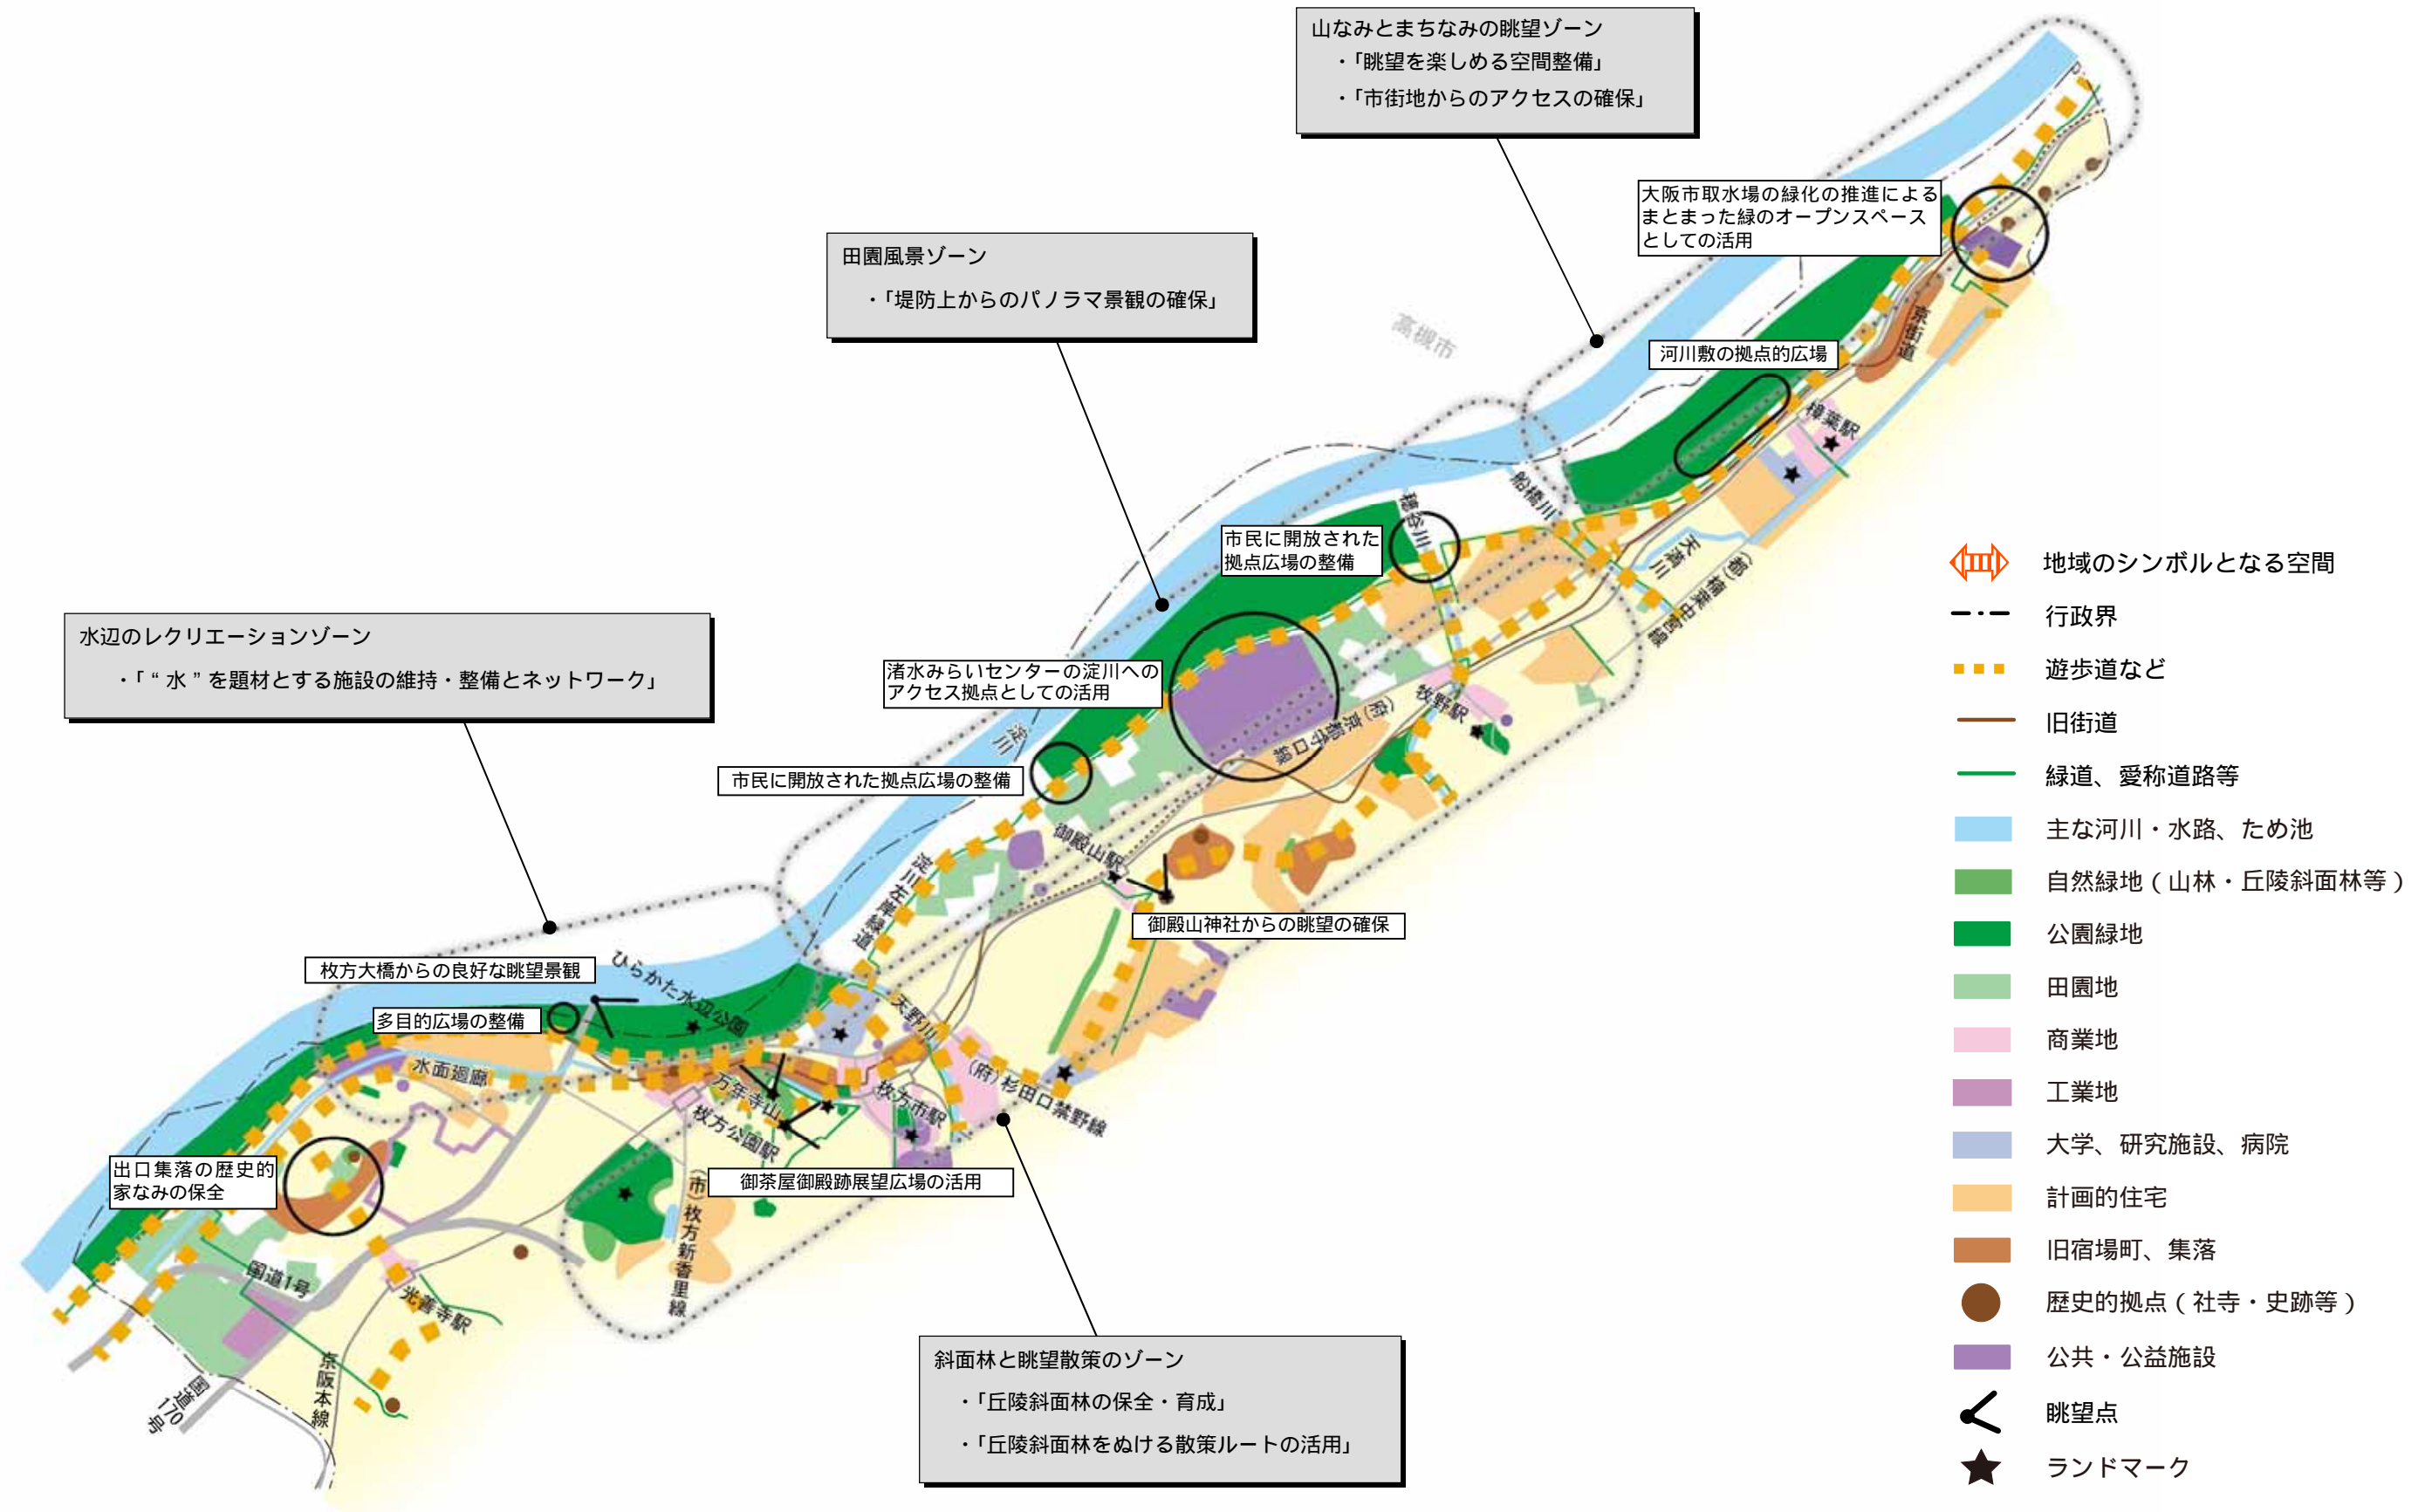 山なみとまちなみの眺望ゾーン
・「眺望を楽しめる空間整備」
・「市街地からのアクセスの確保」
大阪市取水場の緑化の推進による
まとまった緑のオープンスペース
としての活用
田園風景ゾーン
・「堤防上からのパノラマ景観の確保」
高槻市
京街道
河川敷の拠点的広場
樟葉駅
船橋川
穂谷川
市民に開放された
拠点広場の整備
天満川
(都)楠葉中宮線
水辺のレクリエーションゾーン
・「“水”を題材とする施設の維持・整備とネットワーク」
渚水みらいセンターの淀川への
アクセス拠点としての活用
牧野駅
(府)京都守口線
淀川
市民に開放された拠点広場の整備
御殿山駅
淀川左岸緑道
御殿山神社からの眺望の確保
枚方大橋からの良好な眺望景観
ひらかた水辺公園
多目的広場の整備
天野川
水面廻廊
万年寺山
枚方市駅
(府)杉田口禁野線
枚方公園駅
出口集落の歴史的
家なみの保全
御茶屋御殿跡展望広場の活用
(市)枚方新香里線
国道1号
光善寺駅
京阪本線
国道170号
斜面林と眺望散策のゾーン
・「丘陵斜面林の保全・育成」
・「丘陵斜面林をぬける散策ルートの活用」
地域のシンボルとなる空間
行政界
遊歩道など
旧街道
緑道、愛称道路等
主な河川・水路、ため池
自然緑地（山林・丘陵斜面林等）
公園緑地
田園地
商業地
工業地
大学、研究施設、病院
計画的住宅
旧宿場町、集落
歴史的拠点（社寺・史跡等）
公共・公益施設
眺望点
ランドマーク